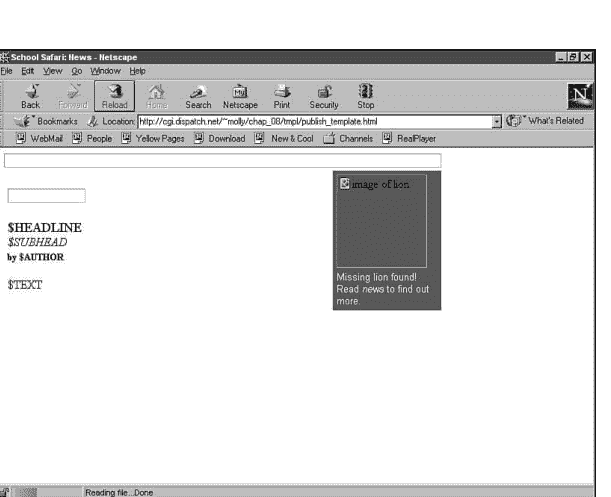 School Safari: News - Netscape
File Edit View Go Window Help
Back Forward Reload Home Search Netscape Print Security Stop
Bookmarks Location: http://cgi.dispatch.net/~molly/chap_08/tmpl/publish_template.html What's Related
WebMail People Yellow Pages Download New & Cool Channels RealPlayer
image of lion
$HEADLINE
$SUBHEAD
by $AUTHOR
$TEXT
Missing lion found!
Read news to find out
more.
Reading file...Done